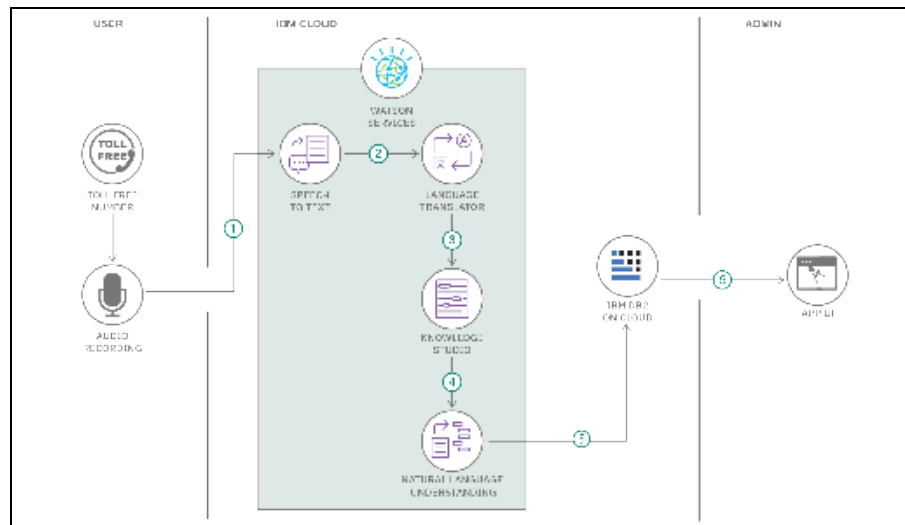 USER
IBM CLOUD
ADMIN
WATSON
SERVICES
TOLL
FREE
TOLL FREE
NUMBER
SPEECH
TO TEXT
2
A
LANGUAGE
TRANSLATOR
1
3
AUDIO
RECORDING
KNOWLEDGE
STUDIO
IBM DB2
ON CLOUD
6
APP UI
4
5
NATURAL LANGUAGE
UNDERSTANDING